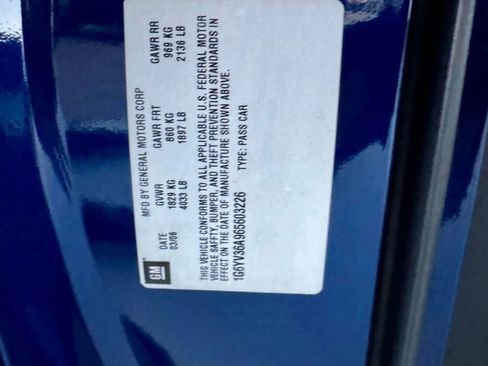 MFD BY GENERAL MOTORS CORP
DATE GVWR GAWR FRT GAWR RR
03/06 1829 KG 860 KG 969 KG
4033 LB 1897 LB 2136 LB
GM
THIS VEHICLE CONFORMS TO ALL APPLICABLE U.S. FEDERAL MOTOR
VEHICLE SAFETY, BUMPER, AND THEFT PREVENTION STANDARDS IN
EFFECT ON THE DATE OF MANUFACTURE SHOWN ABOVE.
1G6YV36A965603226 TYPE: PASS CAR